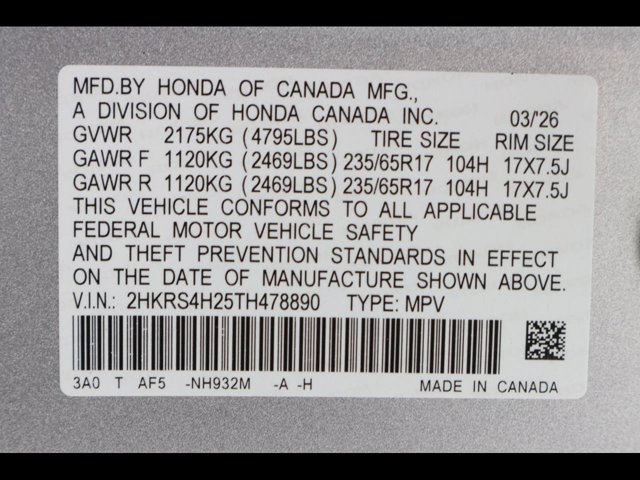 MFD.BY HONDA OF CANADA MFG.,
A DIVISION OF HONDA CANADA INC. 03/'26
GVWR 2175KG (4795LBS) TIRE SIZE RIM SIZE
GAWR F 1120KG (2469LBS) 235/65R17 104H 17X7.5J
GAWR R 1120KG (2469LBS) 235/65R17 104H 17X7.5J
THIS VEHICLE CONFORMS TO ALL APPLICABLE
FEDERAL MOTOR VEHICLE SAFETY
AND THEFT PREVENTION STANDARDS IN EFFECT
ON THE DATE OF MANUFACTURE SHOWN ABOVE.
V.I.N.: 2HKRS4H25TH478890 TYPE: MPV
3A0 T AF5 -NH932M -A -H MADE IN CANADA